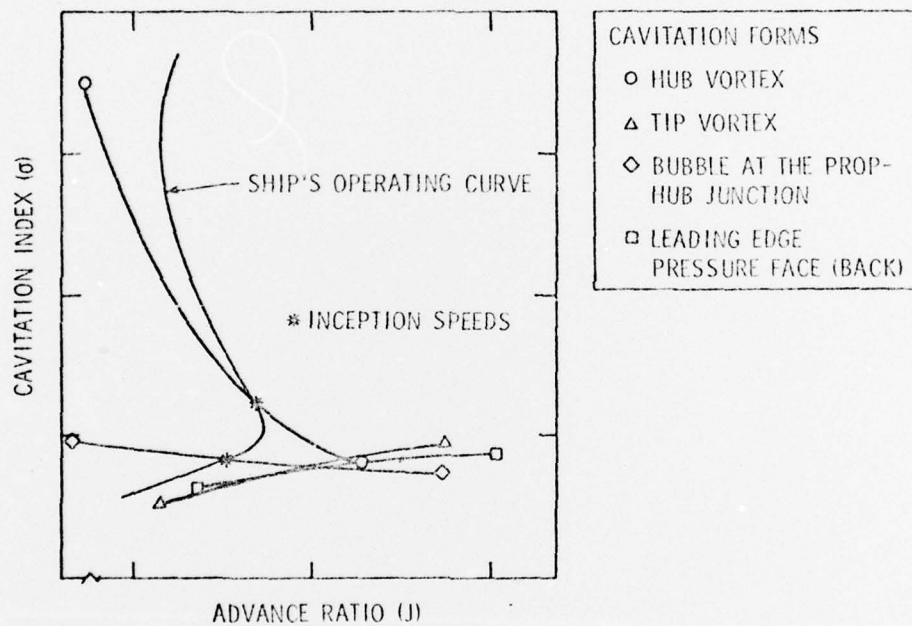 CAVITATION INDEX (σ)
SHIP'S OPERATING CURVE
* INCEPTION SPEEDS
ADVANCE RATIO (J)
CAVITATION FORMS
HUB VORTEX
TIP VORTEX
BUBBLE AT THE PROP-
HUB JUNCTION
LEADING EDGE
PRESSURE FACE (BACK)